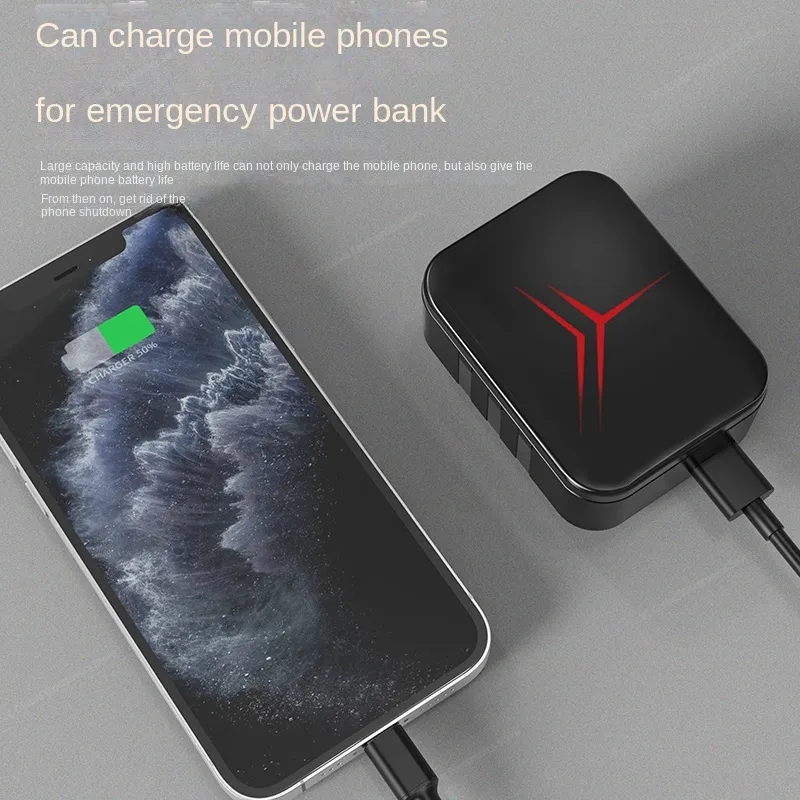 Can charge mobile phones
for emergency power bank
Large capacity and high battery life can not only charge the mobile phone, but also give the
mobile phone battery life
From then on, get rid of the
phone shutdown
CHARGER 50%